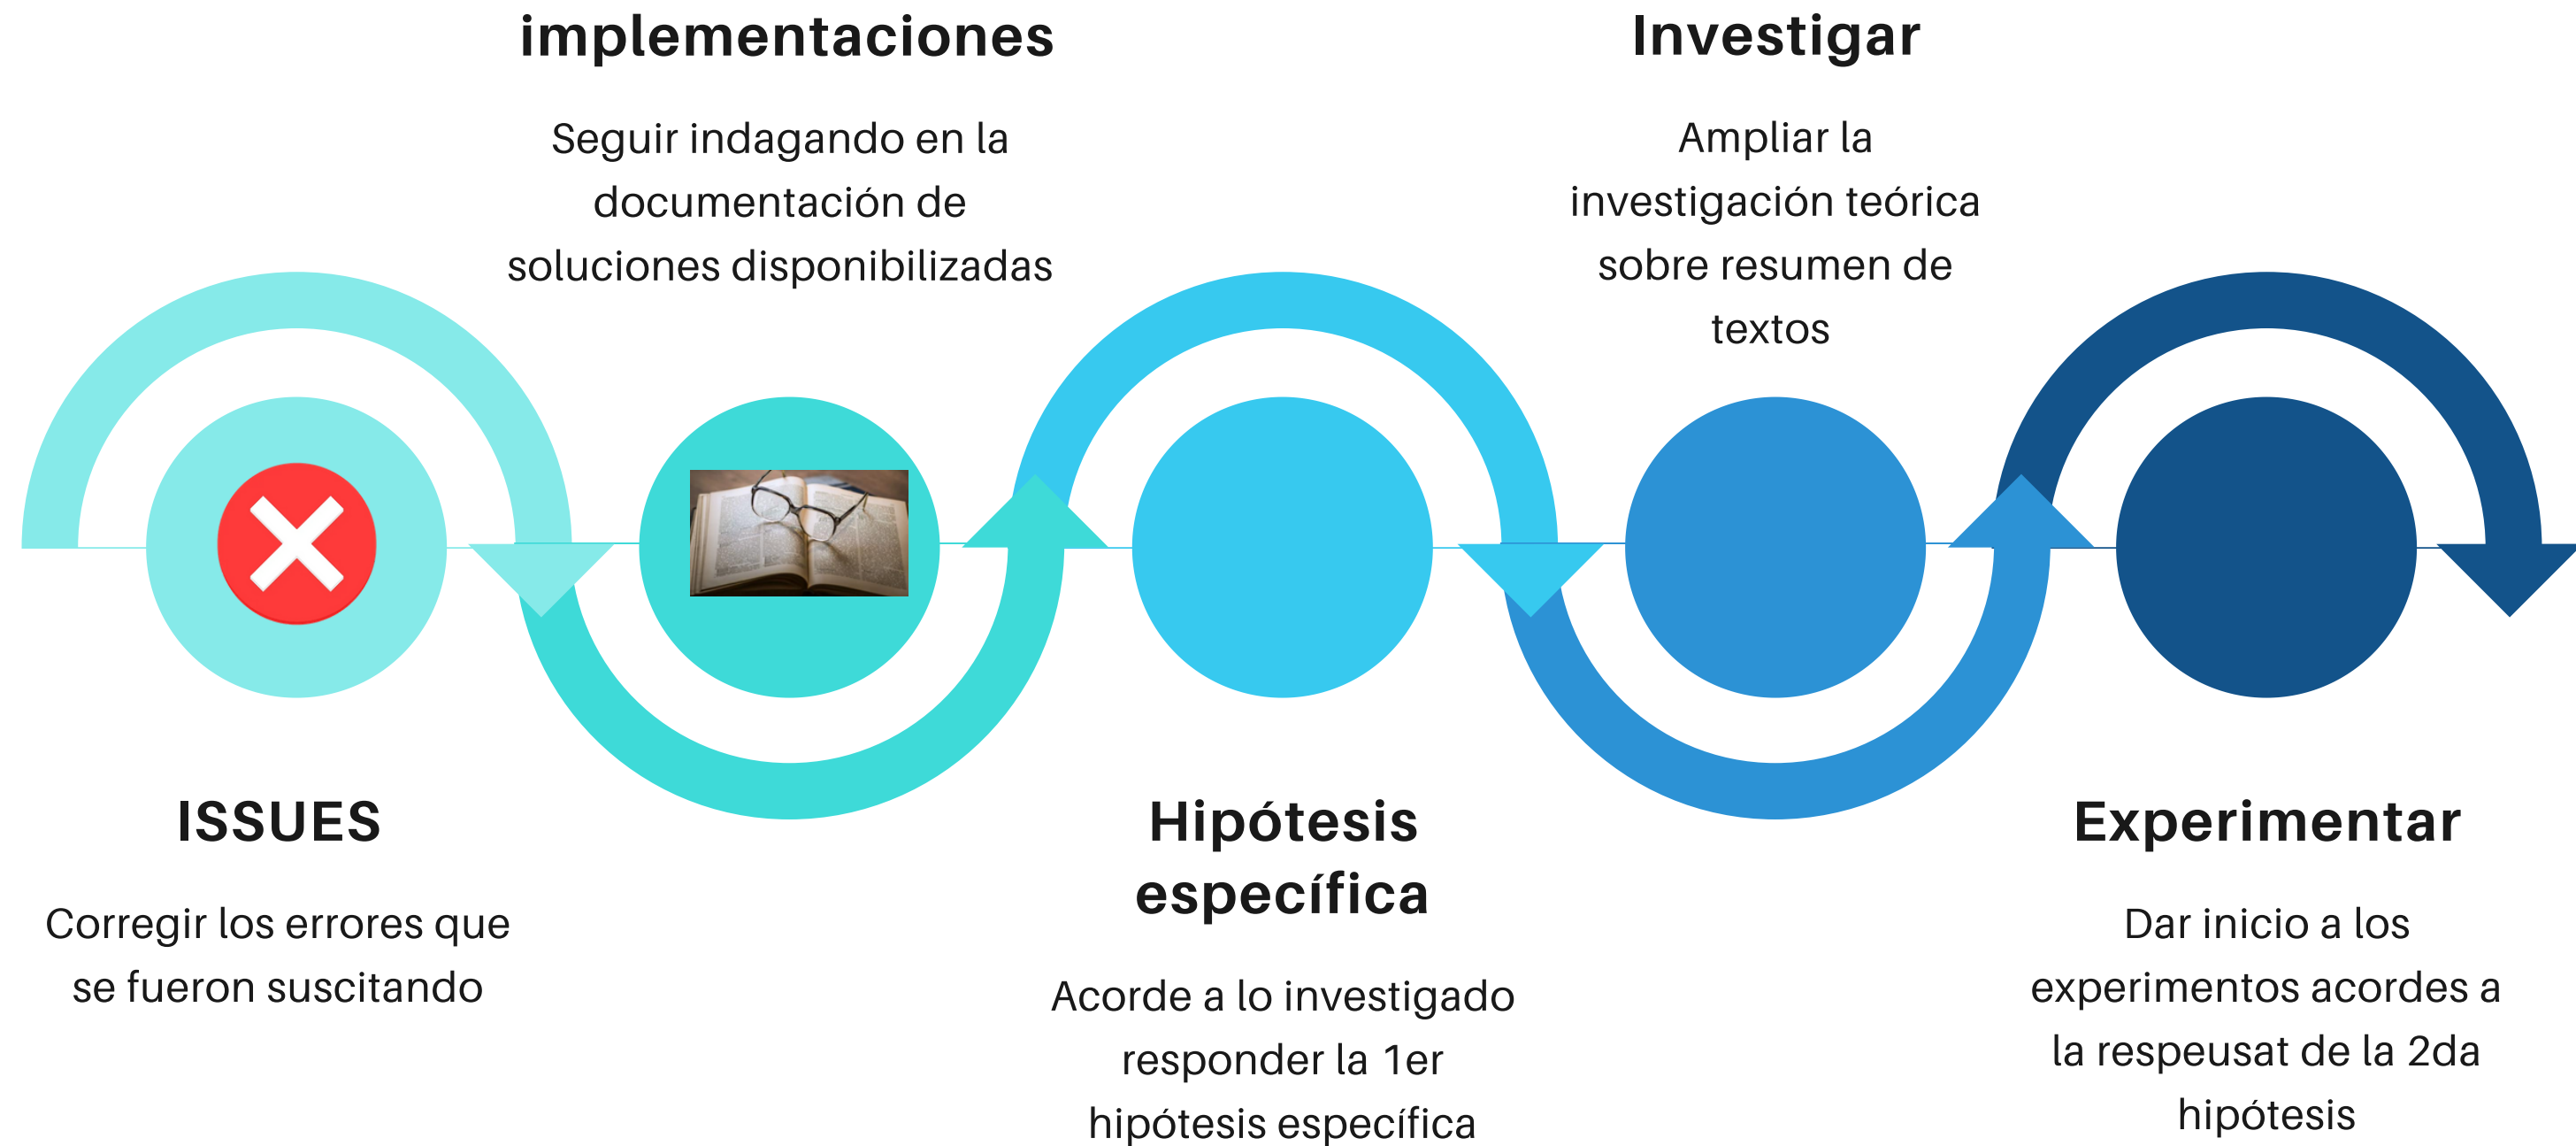 implementaciones
Seguir indagando en la
documentación de
soluciones disponibilizadas
Investigar
Ampliar la
investigación teórica
sobre resumen de
textos
ISSUES
Corregir los errores que
se fueron suscitando
Hipótesis
específica
Acorde a lo investigado
responder la 1er
hipótesis específica
Experimentar
Dar inicio a los
experimentos acordes a
la respeusat de la 2da
hipótesis